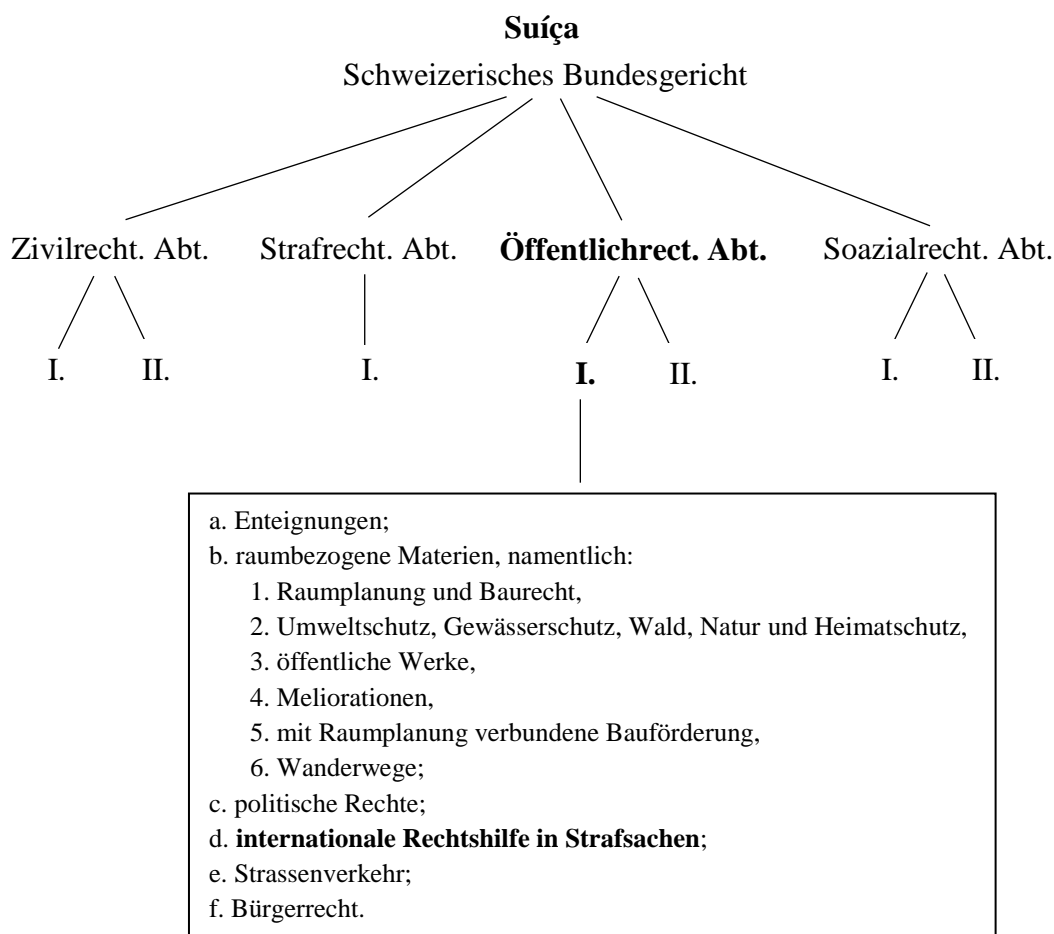 Suíça
Schweizerisches Bundesgericht
Zivilrecht. Abt. Strafrecht. Abt. Öffentlichrect. Abt. Soazialrecht. Abt.
I. II. I. I. II. I. II.
a. Enteignungen;
b. raumbezogene Materien, namentlich:
1. Raumplanung und Baurecht,
2. Umweltschutz, Gewässerschutz, Wald, Natur und Heimatschutz,
3. öffentliche Werke,
4. Meliorationen,
5. mit Raumplanung verbundene Bauförderung,
6. Wanderwege;
c. politische Rechte;
d. internationale Rechtshilfe in Strafsachen;
e. Strassenverkehr;
f. Bürgerrecht.